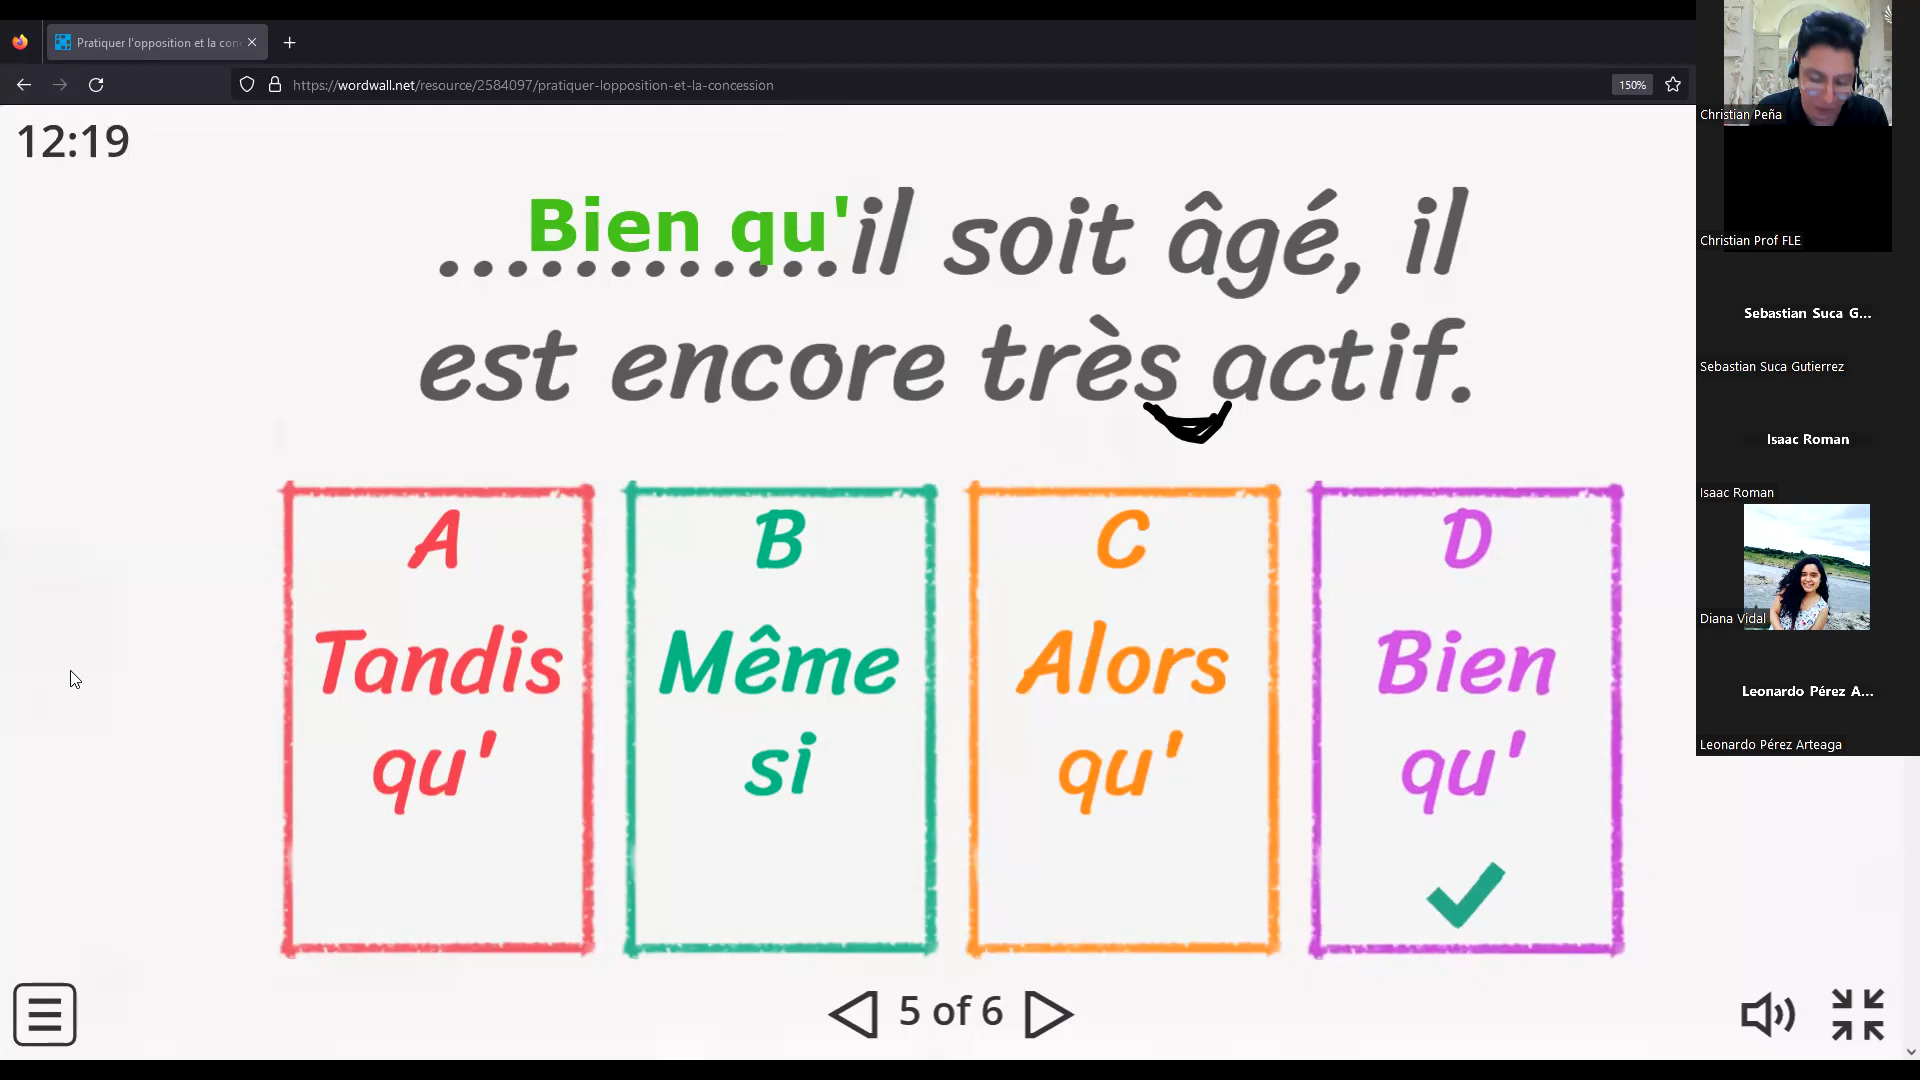 Pratiquer l'opposition et la con
https://wordwall.net/resource/2584097/pratiquer-lopposition-et-la-concession
150%
12:19
Bien qu'
............il soit âgé, il
est encore très actif.
A
Tandis
qu'
B
Même
si
C
Alors
qu'
D
Bien
qu'
5 of 6
Christian Peña
Christian Prof FLE
Sebastian Suca G...
Sebastian Suca Gutierrez
Isaac Roman
Isaac Roman
Diana Vidal
Leonardo Pérez A...
Leonardo Pérez Arteaga